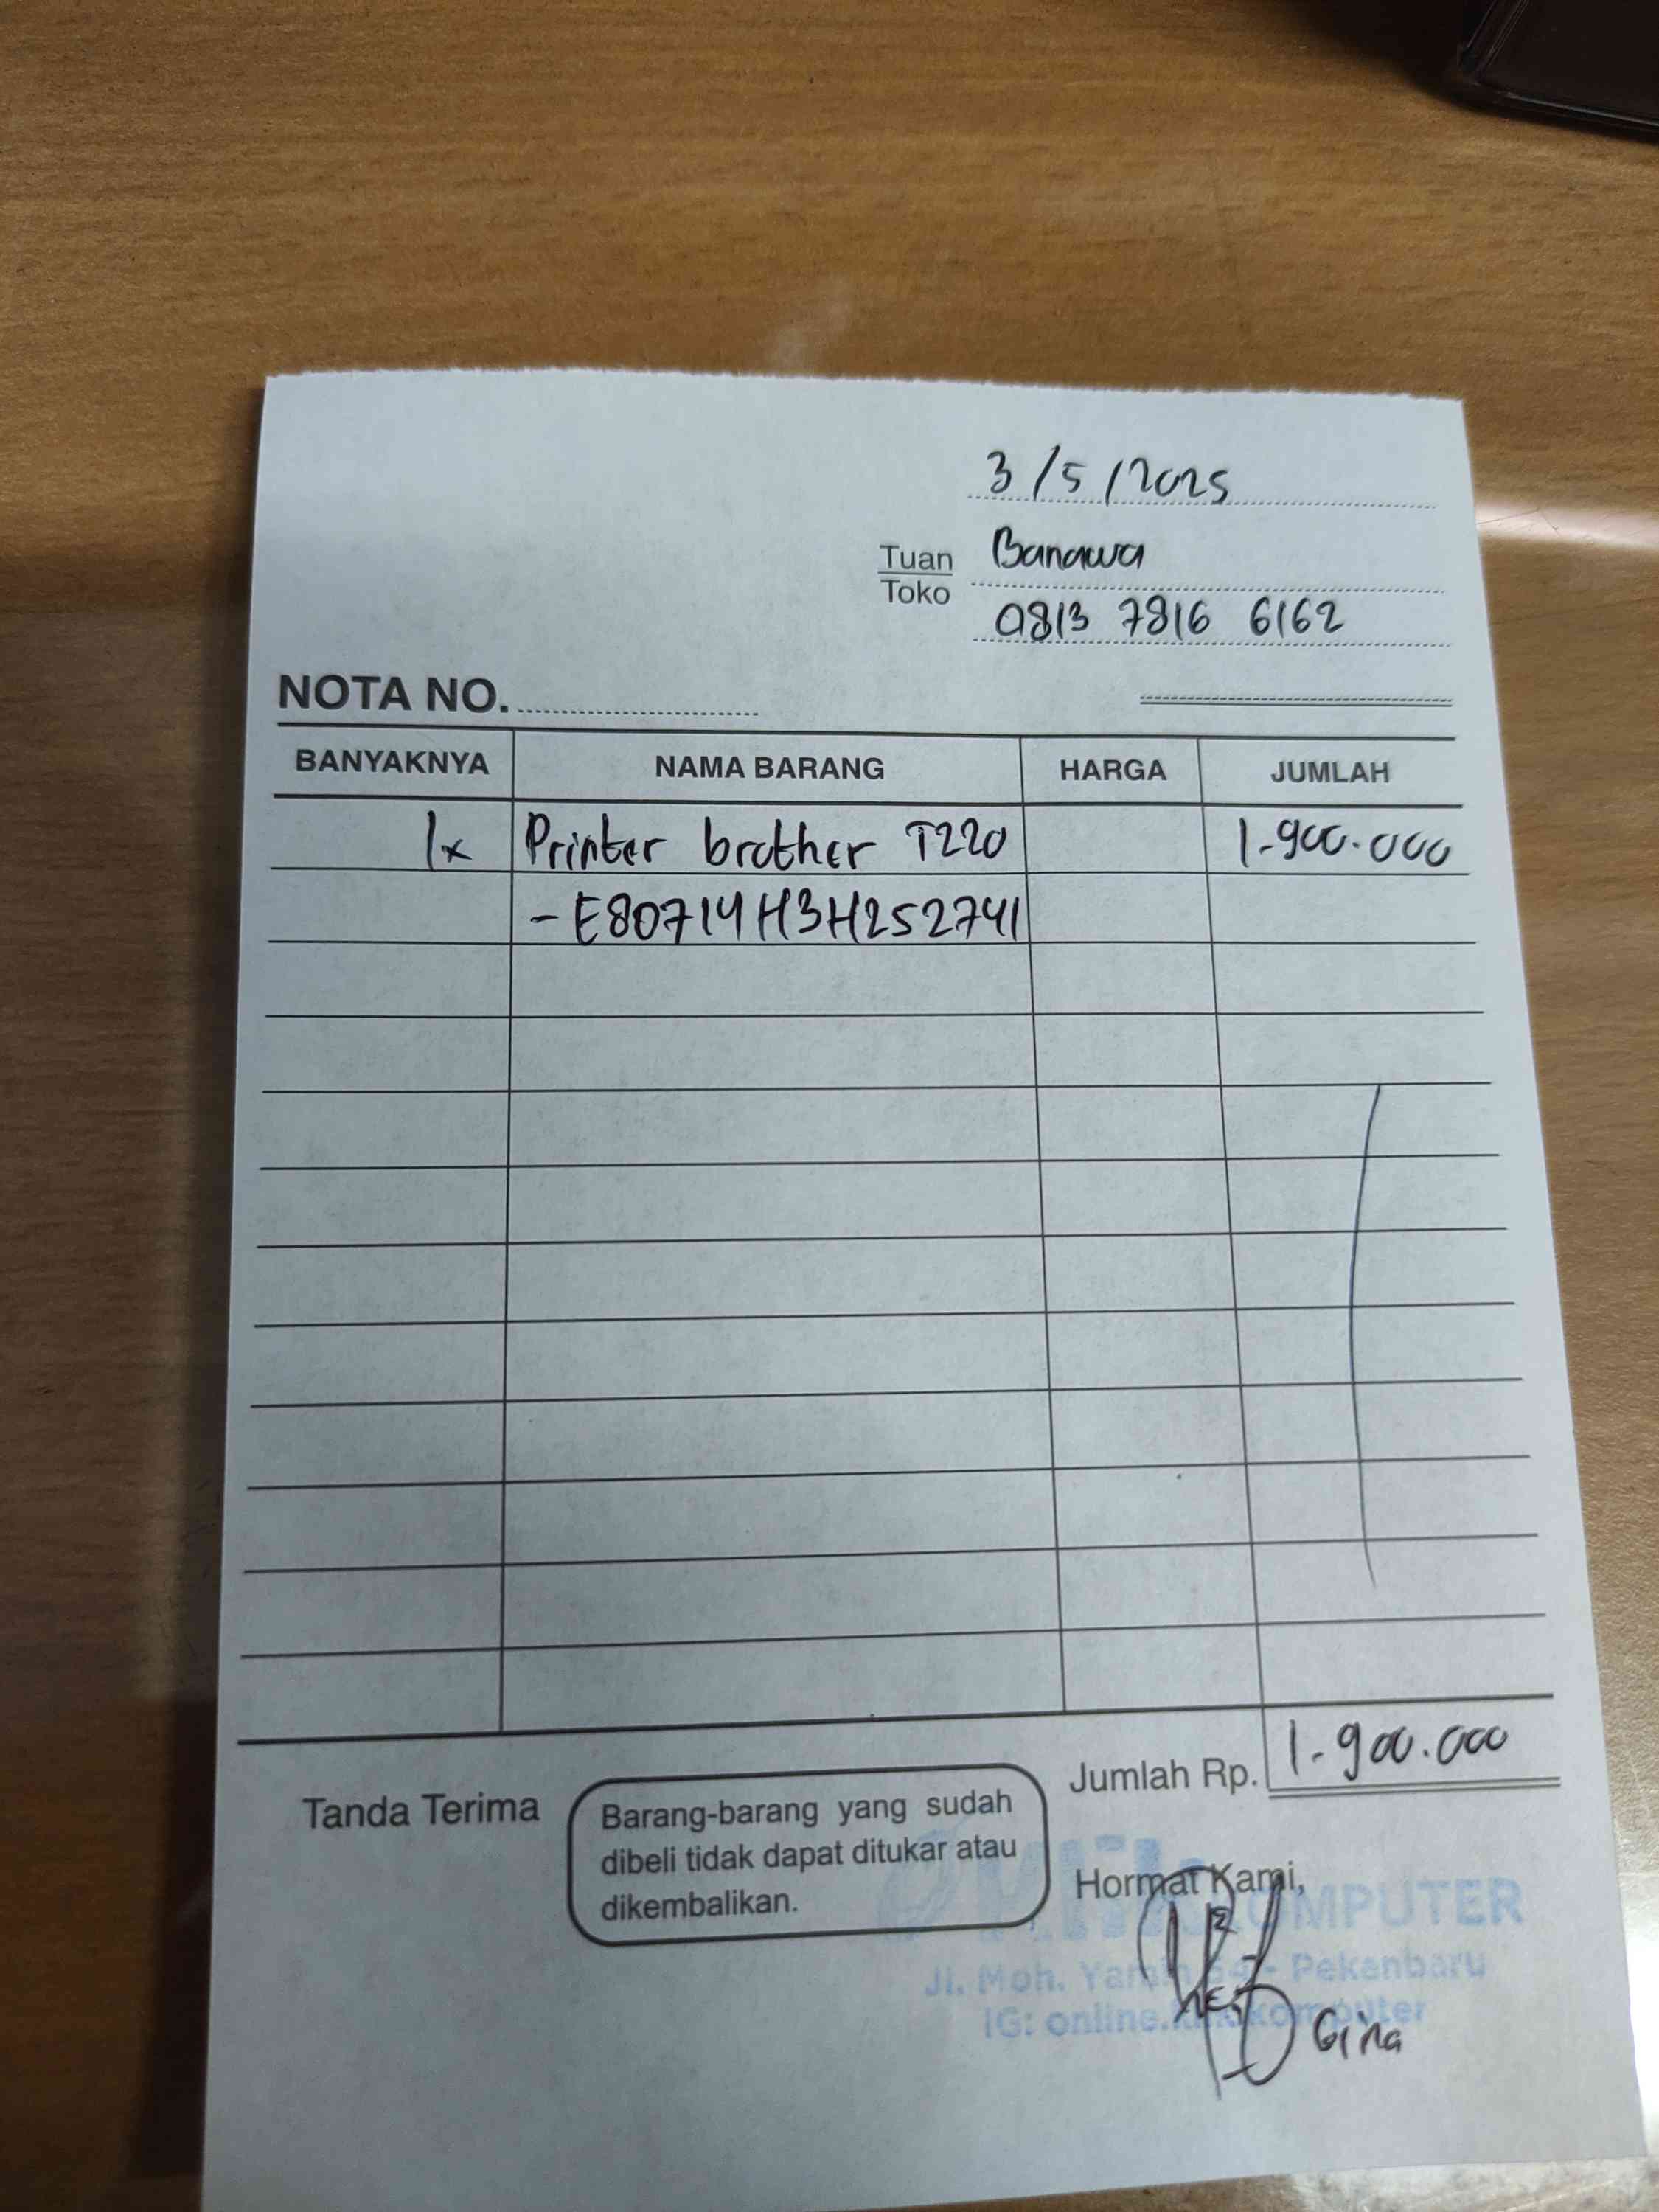 3/5/2025
Tuan Banawa
Toko
0813 7816 6162
NOTA NO.
BANYAKNYA NAMA BARANG HARGA JUMLAH
1x Printer brother T220 1.900.000
- E80714H3H252741
Jumlah Rp. 1.900.000
Tanda Terima
Barang-barang yang sudah
dibeli tidak dapat ditukar atau
dikembalikan.
Hormat Kami,
COMPUTER
Jl. Moh. Yamin - Pekanbaru
IG:
Gina